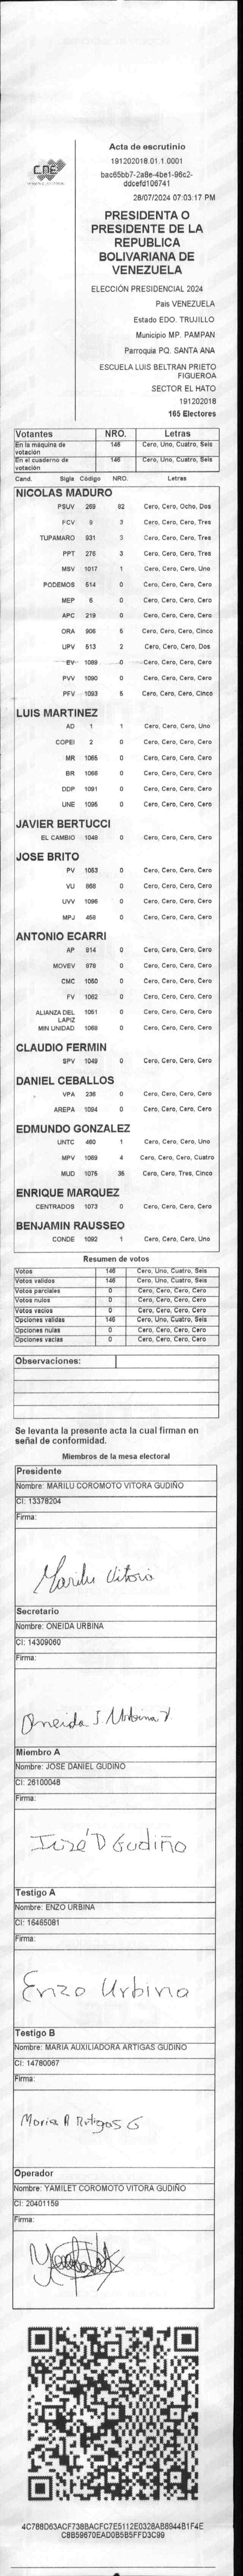 Acta de escrutinio
191202018.01.1.0001
bac65bb7-2a8e-4be1-96c2-
ddcefd106741
28/07/2024 07:03:17 PM
CNE
PRESIDENTA O
PRESIDENTE DE LA
REPUBLICA
BOLIVARIANA DE
VENEZUELA
ELECCIÓN PRESIDENCIAL 2024
Pais VENEZUELA
Estado EDO. TRUJILLO
Municipio MP. PAMPAN
Parroquia PQ. SANTA ANA
ESCUELA LUIS BELTRAN PRIETO
FIGUEROA
SECTOR EL HATO
191202018
165 Electores
Votantes NRO. Letras
En la máquina de votación 146 Cero, Uno, Cuatro, Seis
En el cuaderno de votación 146 Cero, Uno, Cuatro, Seis
Cand. Sigla Código NRO. Letras
NICOLAS MADURO
PSUV 269 82 Cero, Cero, Ocho, Dos
FCV 9 3 Cero, Cero, Cero, Tres
TUPAMARO 931 3 Cero, Cero, Cero, Tres
PPT 276 3 Cero, Cero, Cero, Tres
MSV 1017 1 Cero, Cero, Cero, Uno
PODEMOS 514 0 Cero, Cero, Cero, Cero
MEP 6 0 Cero, Cero, Cero, Cero
APC 219 0 Cero, Cero, Cero, Cero
ORA 906 5 Cero, Cero, Cero, Cinco
UPV 513 2 Cero, Cero, Cero, Dos
EV 1089 0 Cero, Cero, Cero, Cero
PVV 1090 0 Cero, Cero, Cero, Cero
PFV 1093 5 Cero, Cero, Cero, Cinco
LUIS MARTINEZ
AD 1 1 Cero, Cero, Cero, Uno
COPEI 2 0 Cero, Cero, Cero, Cero
MR 1065 0 Cero, Cero, Cero, Cero
BR 1066 0 Cero, Cero, Cero, Cero
DDP 1091 0 Cero, Cero, Cero, Cero
UNE 1095 0 Cero, Cero, Cero, Cero
JAVIER BERTUCCI
EL CAMBIO 1048 0 Cero, Cero, Cero, Cero
JOSE BRITO
PV 1053 0 Cero, Cero, Cero, Cero
VU 868 0 Cero, Cero, Cero, Cero
UVV 1096 0 Cero, Cero, Cero, Cero
MPJ 459 0 Cero, Cero, Cero, Cero
ANTONIO ECARRI
AP 914 0 Cero, Cero, Cero, Cero
MOVEV 978 0 Cero, Cero, Cero, Cero
CMC 1050 0 Cero, Cero, Cero, Cero
FV 1062 0 Cero, Cero, Cero, Cero
ALIANZA DEL LAPIZ 1051 0 Cero, Cero, Cero, Cero
MIN UNIDAD 1068 0 Cero, Cero, Cero, Cero
CLAUDIO FERMIN
SPV 1049 0 Cero, Cero, Cero, Cero
DANIEL CEBALLOS
VPA 236 0 Cero, Cero, Cero, Cero
AREPA 1094 0 Cero, Cero, Cero, Cero
EDMUNDO GONZALEZ
UNTC 460 1 Cero, Cero, Cero, Uno
MPV 1059 4 Cero, Cero, Cero, Cuatro
MUD 1075 35 Cero, Cero, Tres, Cinco
ENRIQUE MARQUEZ
CENTRADOS 1073 0 Cero, Cero, Cero, Cero
BENJAMIN RAUSSEO
CONDE 1092 1 Cero, Cero, Cero, Uno
Resumen de votos
Votos 146 Cero, Uno, Cuatro, Seis
Votos validos 146 Cero, Uno, Cuatro, Seis
Votos parciales 0 Cero, Cero, Cero, Cero
Votos nulos 0 Cero, Cero, Cero, Cero
Votos vacios 0 Cero, Cero, Cero, Cero
Opciones validas 146 Cero, Uno, Cuatro, Seis
Opciones nulas 0 Cero, Cero, Cero, Cero
Opciones vacias 0 Cero, Cero, Cero, Cero
Observaciones:
Se levanta la presente acta la cual firman en
señal de conformidad.
Miembros de la mesa electoral
Presidente
Nombre: MARILU COROMOTO VITORA GUDIÑO
CI: 13378204
Firma:
Marilu Vitoria
Secretario
Nombre: ONEIDA URBINA
CI: 14309060
Firma:
Oneida J. Urbina V.
Miembro A
Nombre: JOSE DANIEL GUDIÑO
CI: 26100048
Firma:
José D Gudiño
Testigo A
Nombre: ENZO URBINA
CI: 16465081
Firma:
Enzo Urbina
Testigo B
Nombre: MARIA AUXILIADORA ARTIGAS GUDIÑO
CI: 14780067
Firma:
Maria A Artigas G
Operador
Nombre: YAMILET COROMOTO VITORA GUDIÑO
CI: 20401159
Firma:
4C788D63ACF73BBACFC7E5112E0328AB8944B1F4E
C8B59670EAD0B5B5FFD3C99